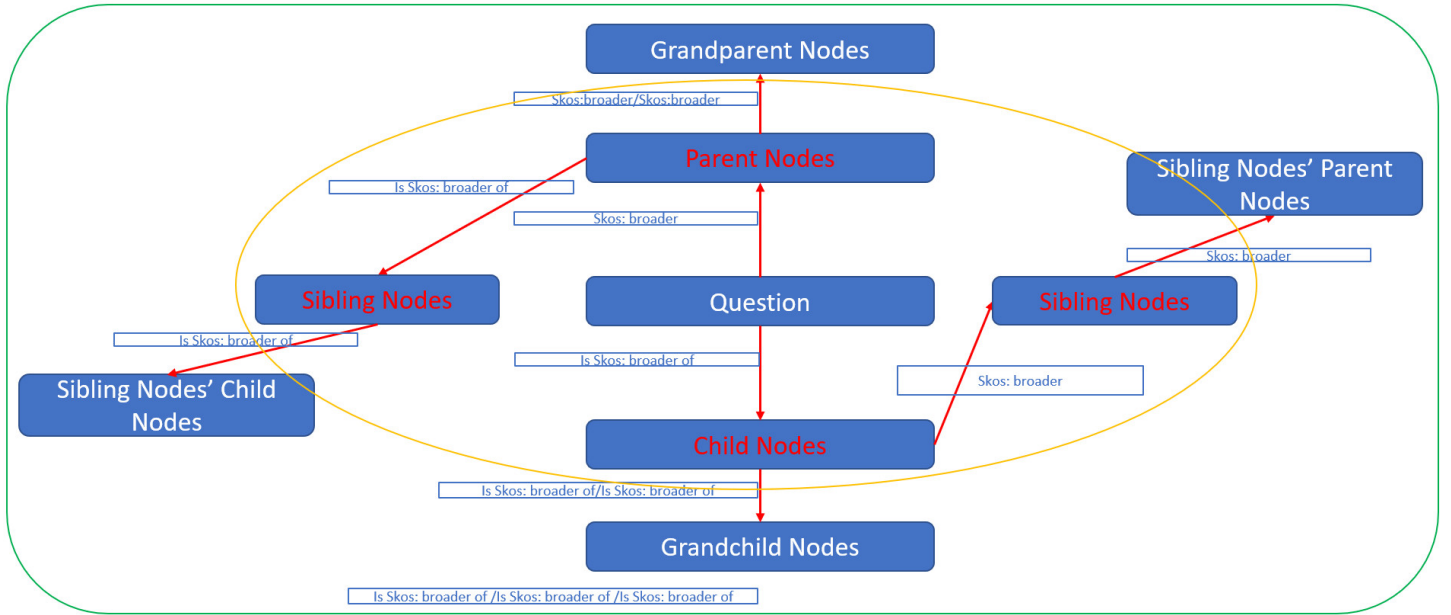 Grandparent Nodes
Skos:broader/Skos:broader
Parent Nodes
Sibling Nodes' Parent
Nodes
Is Skos: broader of
Skos: broader
Skos: broader
Sibling Nodes
Question
Sibling Nodes
Is Skos: broader of
Is Skos: broader of
Skos: broader
Sibling Nodes' Child
Nodes
Child Nodes
Is Skos: broader of/Is Skos: broader of
Grandchild Nodes
Is Skos: broader of /Is Skos: broader of /Is Skos: broader of